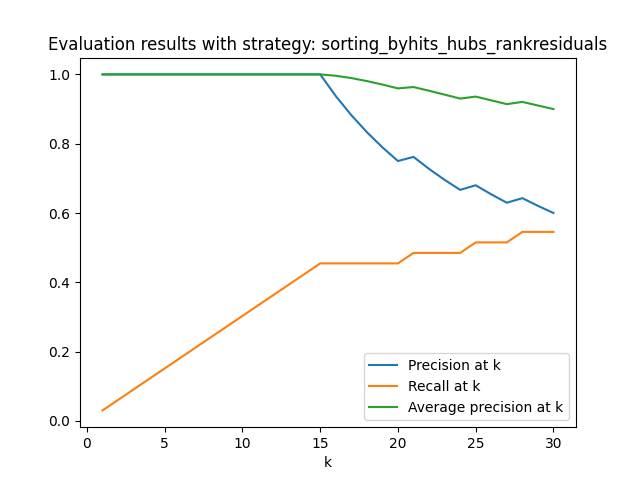 Evaluation results with strategy: sorting_byhits_hubs_rankresiduals
1.0
0.8
0.6
0.4
0.2
0.0
0 5 10 15 20 25 30
k
Precision at k
Recall at k
Average precision at k